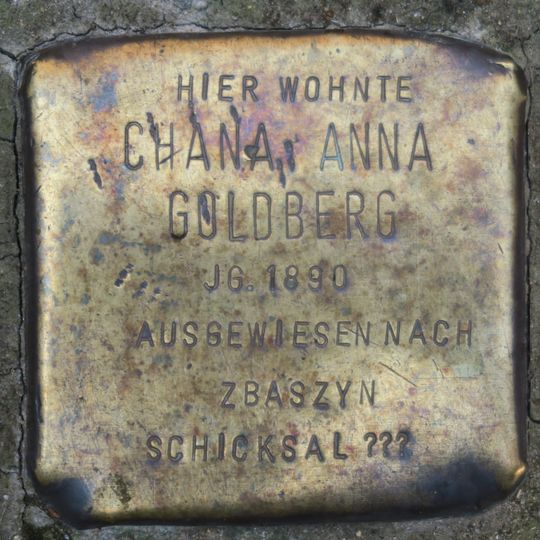 HIER WOHNTE
CHANA, ANNA
GOLDBERG
JG. 1890
AUSGEWIESEN NACH
ZBASZYN
SCHICKSAL ???